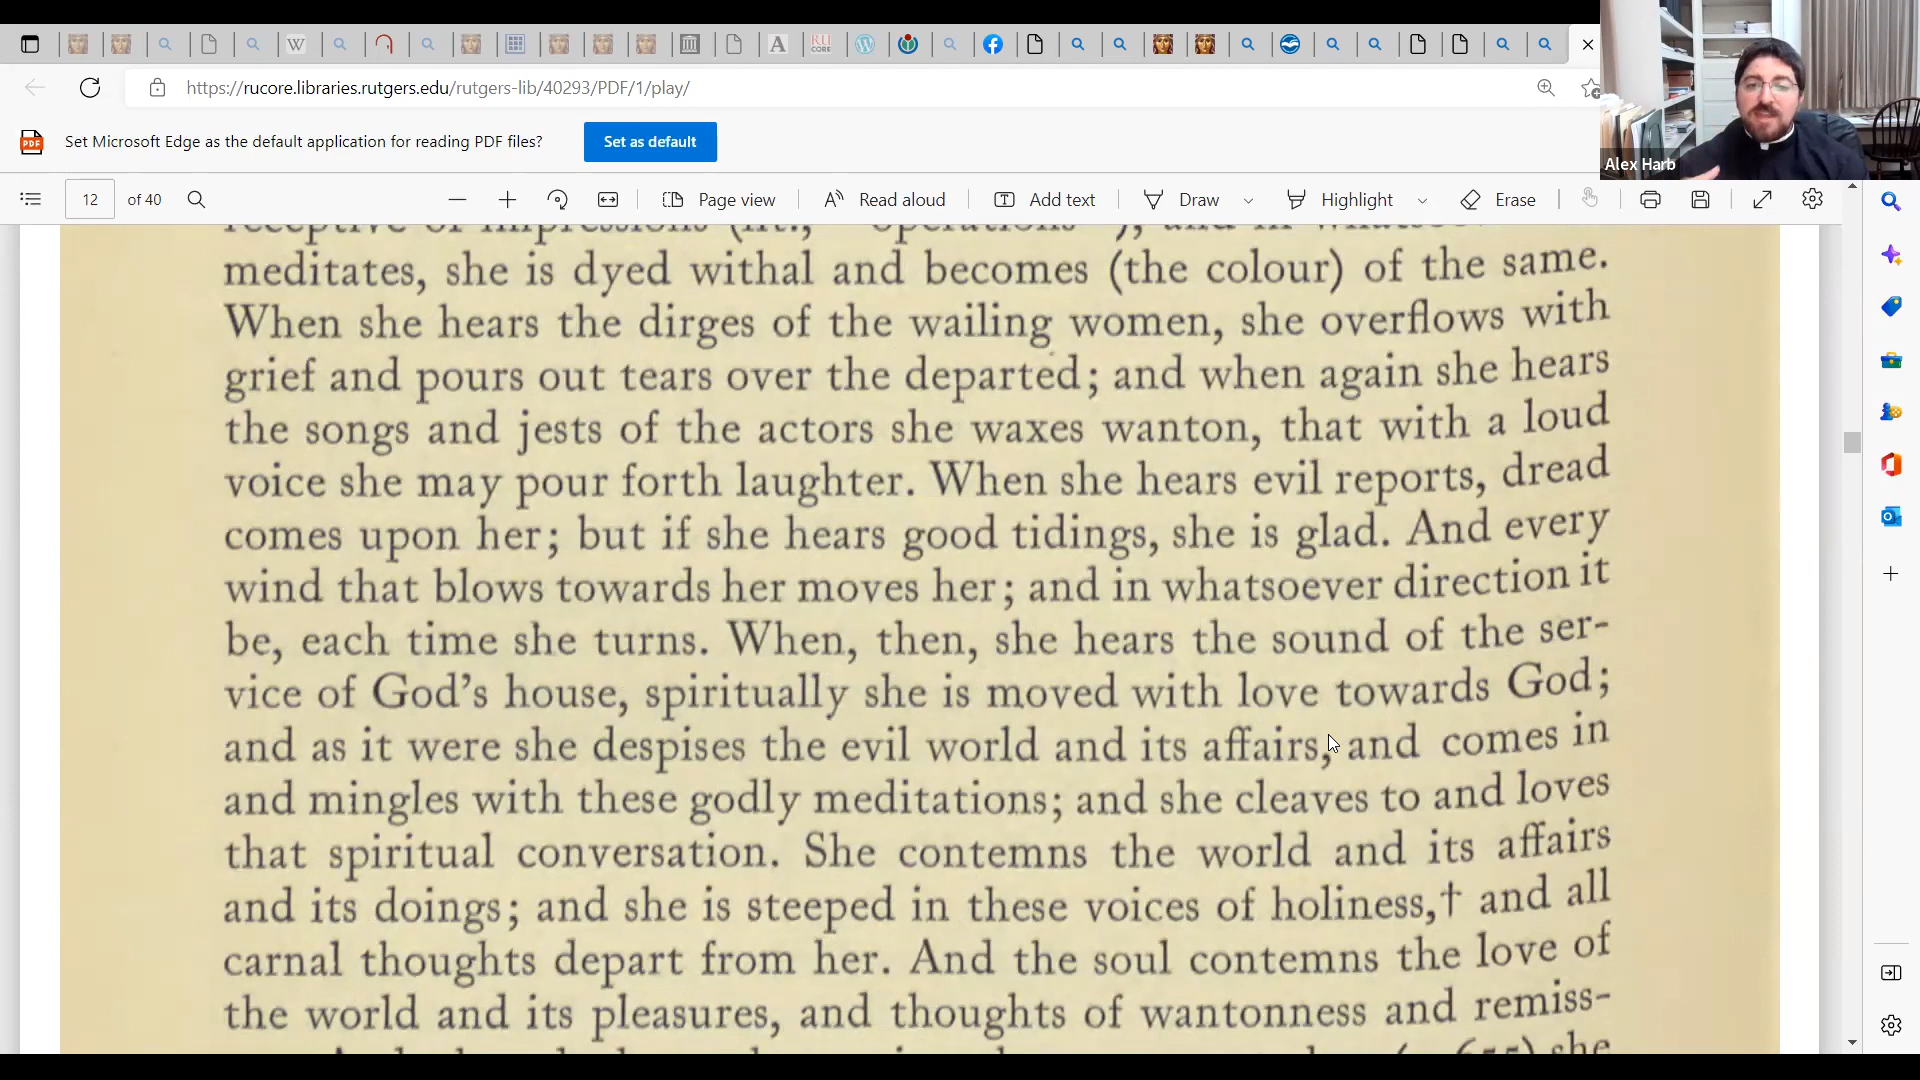 https://rucore.libraries.rutgers.edu/rutgers-lib/40293/PDF/1/play/
Set Microsoft Edge as the default application for reading PDF files?
Set as default
Alex Harb
12 of 40
Page view
Read aloud
Add text
Draw
Highlight
Erase
receptive of impressions (lit., "operations"), and in
meditates, she is dyed withal and becomes (the colour) of the same.
When she hears the dirges of the wailing women, she overflows with
grief and pours out tears over the departed; and when again she hears
the songs and jests of the actors she waxes wanton, that with a loud
voice she may pour forth laughter. When she hears evil reports, dread
comes upon her; but if she hears good tidings, she is glad. And every
wind that blows towards her moves her; and in whatsoever direction it
be, each time she turns. When, then, she hears the sound of the ser-
vice of God's house, spiritually she is moved with love towards God;
and as it were she despises the evil world and its affairs, and comes in
and mingles with these godly meditations; and she cleaves to and loves
that spiritual conversation. She contemns the world and its affairs
and its doings; and she is steeped in these voices of holiness,† and all
carnal thoughts depart from her. And the soul contemns the love of
the world and its pleasures, and thoughts of wantonness and remiss-
she